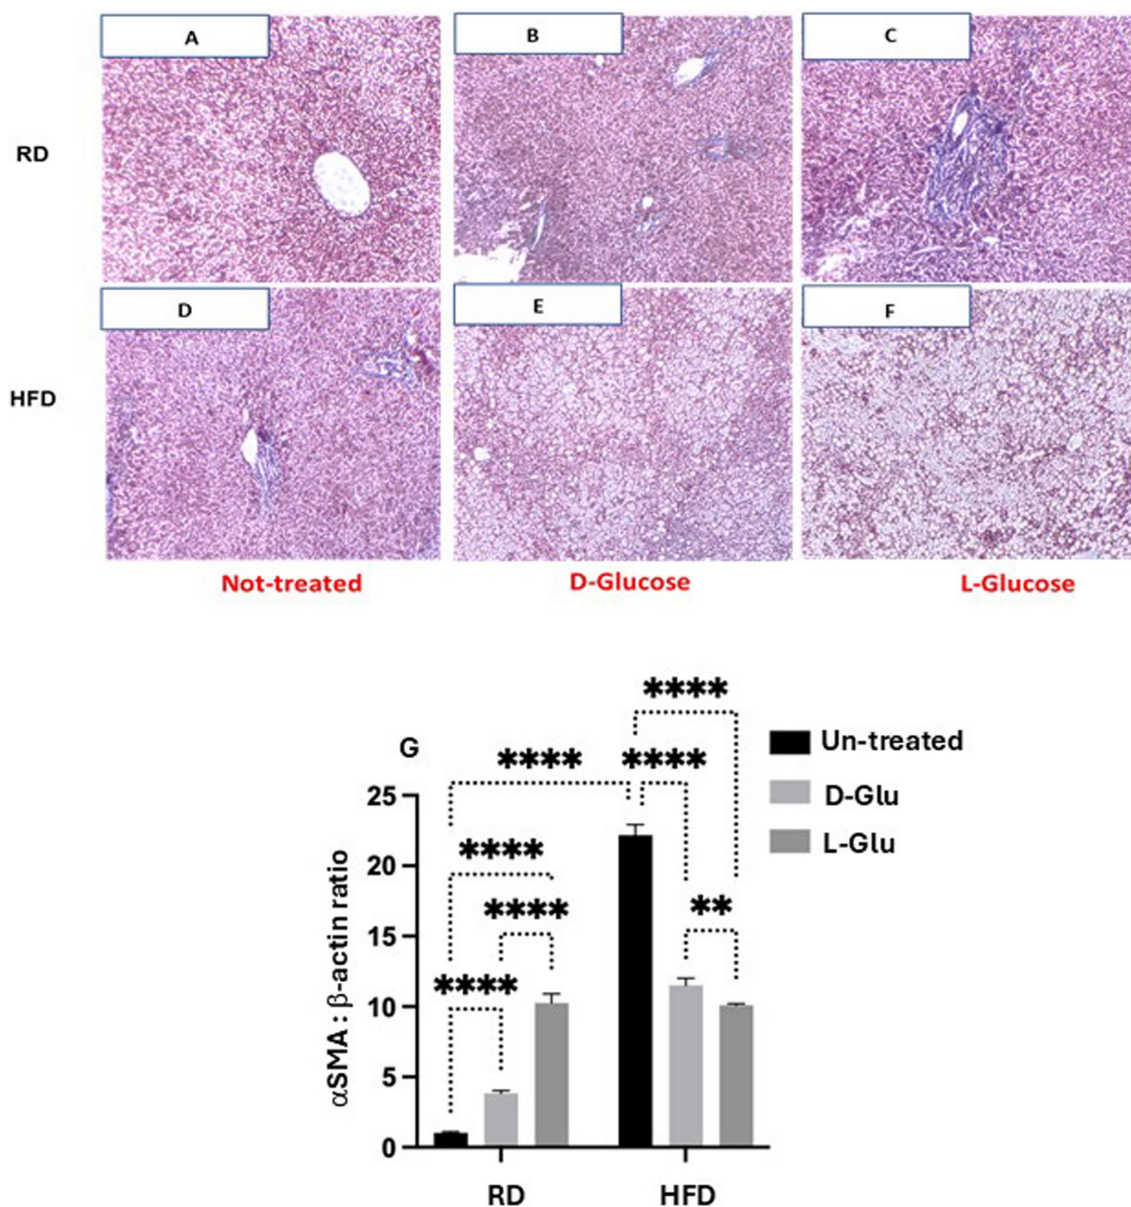 A
B
C
RD
D
E
F
HFD
Not-treated
D-Glucose
L-Glucose
G
****
****
****
****
****
****
**
Un-treated
D-Glu
L-Glu
αSMA : β-actin ratio
25
20
15
10
5
0
RD
HFD